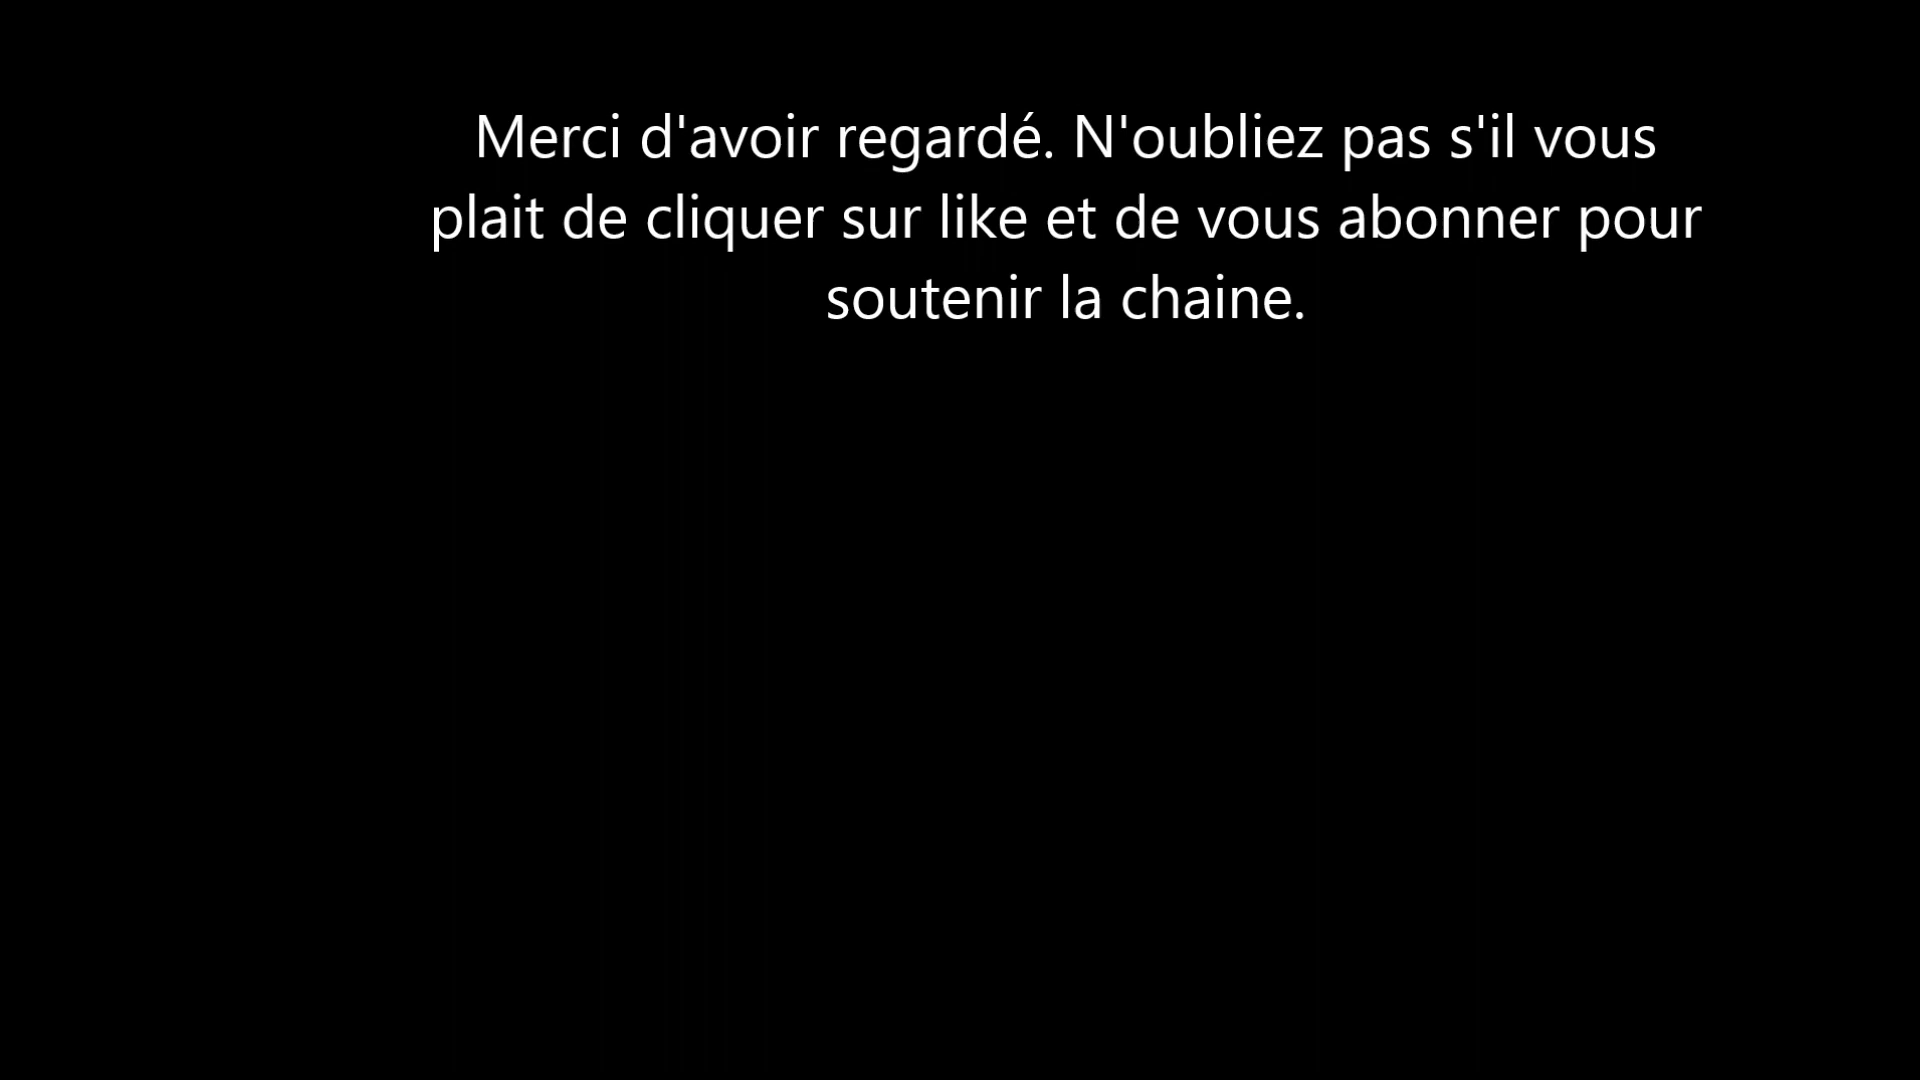 Merci d'avoir regardé. N'oubliez pas s'il vous
plait de cliquer sur like et de vous abonner pour
soutenir la chaine.